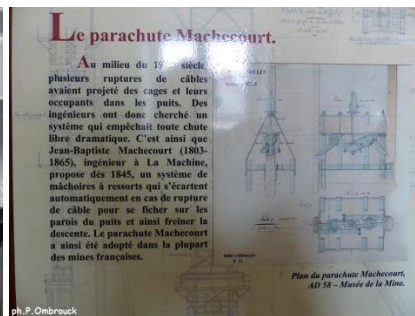 Le parachute Machecourt.
Au milieu du siècle,
plusieurs ruptures de câbles
avaient projeté des cages et leurs
occupants dans les puits. Des
ingénieurs ont donc cherché un
système qui empêchait toute chute
libre dramatique. C'est ainsi que
Jean-Baptiste Machecourt (1803-
1865), ingénieur à La Machine,
propose dès 1845, un système de
mâchoires à ressorts qui s'écartent
automatiquement en cas de rupture
de câble pour se ficher sur les
parois du puits et ainsi freiner la
descente. Le parachute Machecourt
a ainsi été adopté dans la plupart
des mines françaises.
Plan du parachute Machecourt,
AD 58 – Musée de la Mine.
ph.P.Ombrouck